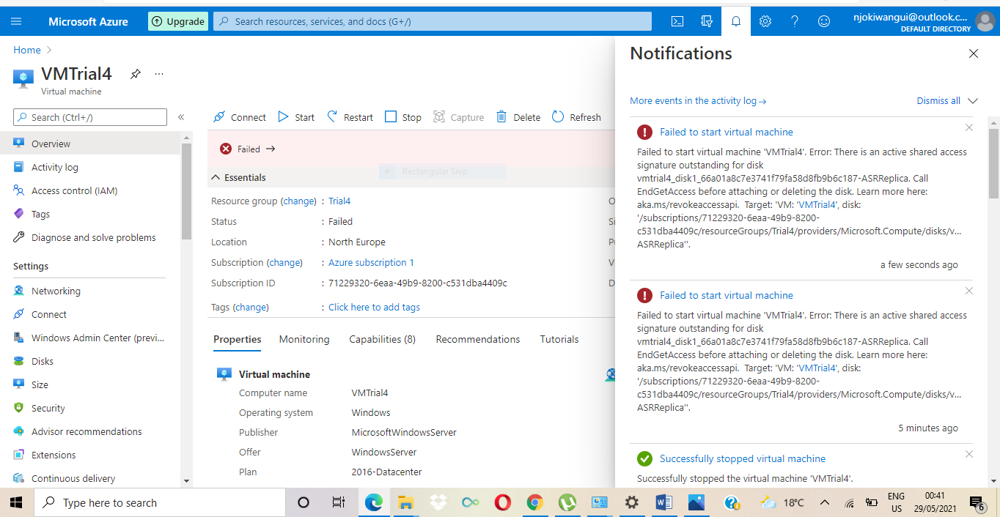 Microsoft Azure
Upgrade
Search resources, services, and docs (G+/)
njokiwangui@outlook.c...
DEFAULT DIRECTORY
Home
VMTrial4
...
Virtual machine
Search (Ctrl+/)
«
Overview
Activity log
Access control (IAM)
Tags
Diagnose and solve problems
Settings
Networking
Connect
Windows Admin Center (previ...
Disks
Size
Security
Advisor recommendations
Extensions
Continuous delivery
Connect
Start
Restart
Stop
Capture
Delete
Refresh
Failed →
Rectangular Snip
Essentials
Resource group (change) : Trial4
Status : Failed
Location : North Europe
Subscription (change) : Azure subscription 1
Subscription ID : 71229320-6eaa-49b9-8200-c531dba4409c
Tags (change) : Click here to add tags
Properties
Monitoring
Capabilities (8)
Recommendations
Tutorials
Virtual machine
Computer name VMTrial4
Operating system Windows
Publisher MicrosoftWindowsServer
Offer WindowsServer
Plan 2016-Datacenter
Notifications
More events in the activity log →
Dismiss all
Failed to start virtual machine
Failed to start virtual machine 'VMTrial4'. Error: There is an active shared access
signature outstanding for disk
vmtrial4_disk1_66a01a8c7e3741f79fa58d8fb9b6c187-ASRReplica. Call
EndGetAccess before attaching or deleting the disk. Learn more here:
aka.ms/revokeaccessapi. Target: 'VM: 'VMTrial4', disk:
'/subscriptions/71229320-6eaa-49b9-8200-
c531dba4409c/resourceGroups/Trial4/providers/Microsoft.Compute/disks/v...
ASRReplica''.
a few seconds ago
Failed to start virtual machine
Failed to start virtual machine 'VMTrial4'. Error: There is an active shared access
signature outstanding for disk
vmtrial4_disk1_66a01a8c7e3741f79fa58d8fb9b6c187-ASRReplica. Call
EndGetAccess before attaching or deleting the disk. Learn more here:
aka.ms/revokeaccessapi. Target: 'VM: 'VMTrial4', disk:
'/subscriptions/71229320-6eaa-49b9-8200-
c531dba4409c/resourceGroups/Trial4/providers/Microsoft.Compute/disks/v...
ASRReplica''.
5 minutes ago
Successfully stopped virtual machine
Successfully stopped the virtual machine 'VMTrial4'.
Type here to search
18°C
ENG
US
00:41
29/05/2021
6